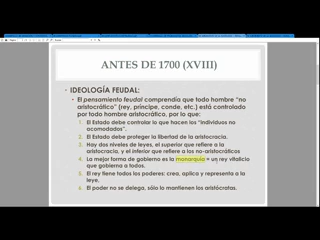 ANTES DE 1700 (XVIII)
• IDEOLOGÍA FEUDAL:
• El pensamiento feudal comprendía que todo hombre "no
aristocrático" (rey, príncipe, conde, etc.) está controlado
por todo hombre aristocrático, por lo que:
1. El Estado debe controlar lo que hacen los "individuos no
acomodados".
2. El Estado debe proteger la libertad de la aristocracia.
3. Hay dos niveles de leyes, el superior que refiere a la
aristocracia, y el inferior que refiere a los no-aristocráticos
4. La mejor forma de gobierno es la monarquía = un rey vitalicio
que gobierna a todos.
5. El rey tiene todos los poderes: crea, aplica y representa a la
leye.
6. El poder no se delega, sólo lo mantienen los aristócratas.